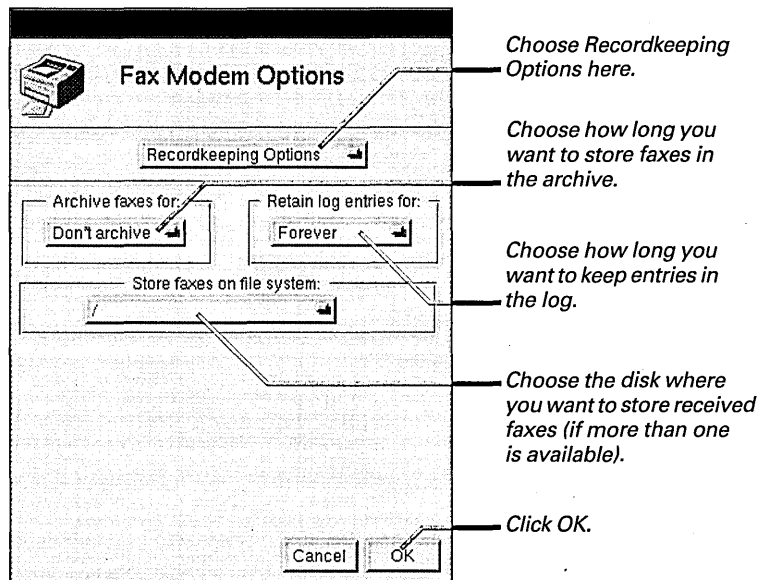 Fax Modem Options
Choose Recordkeeping
Options here.
Recordkeeping Options
Choose how long you
want to store faxes in
the archive.
Archive faxes for:
Don't archive
Retain log entries for:
Forever
Choose how long you
want to keep entries in
the log.
Store faxes on file system:
/
Choose the disk where
you want to store received
faxes (if more than one
is available).
Cancel
OK
Click OK.